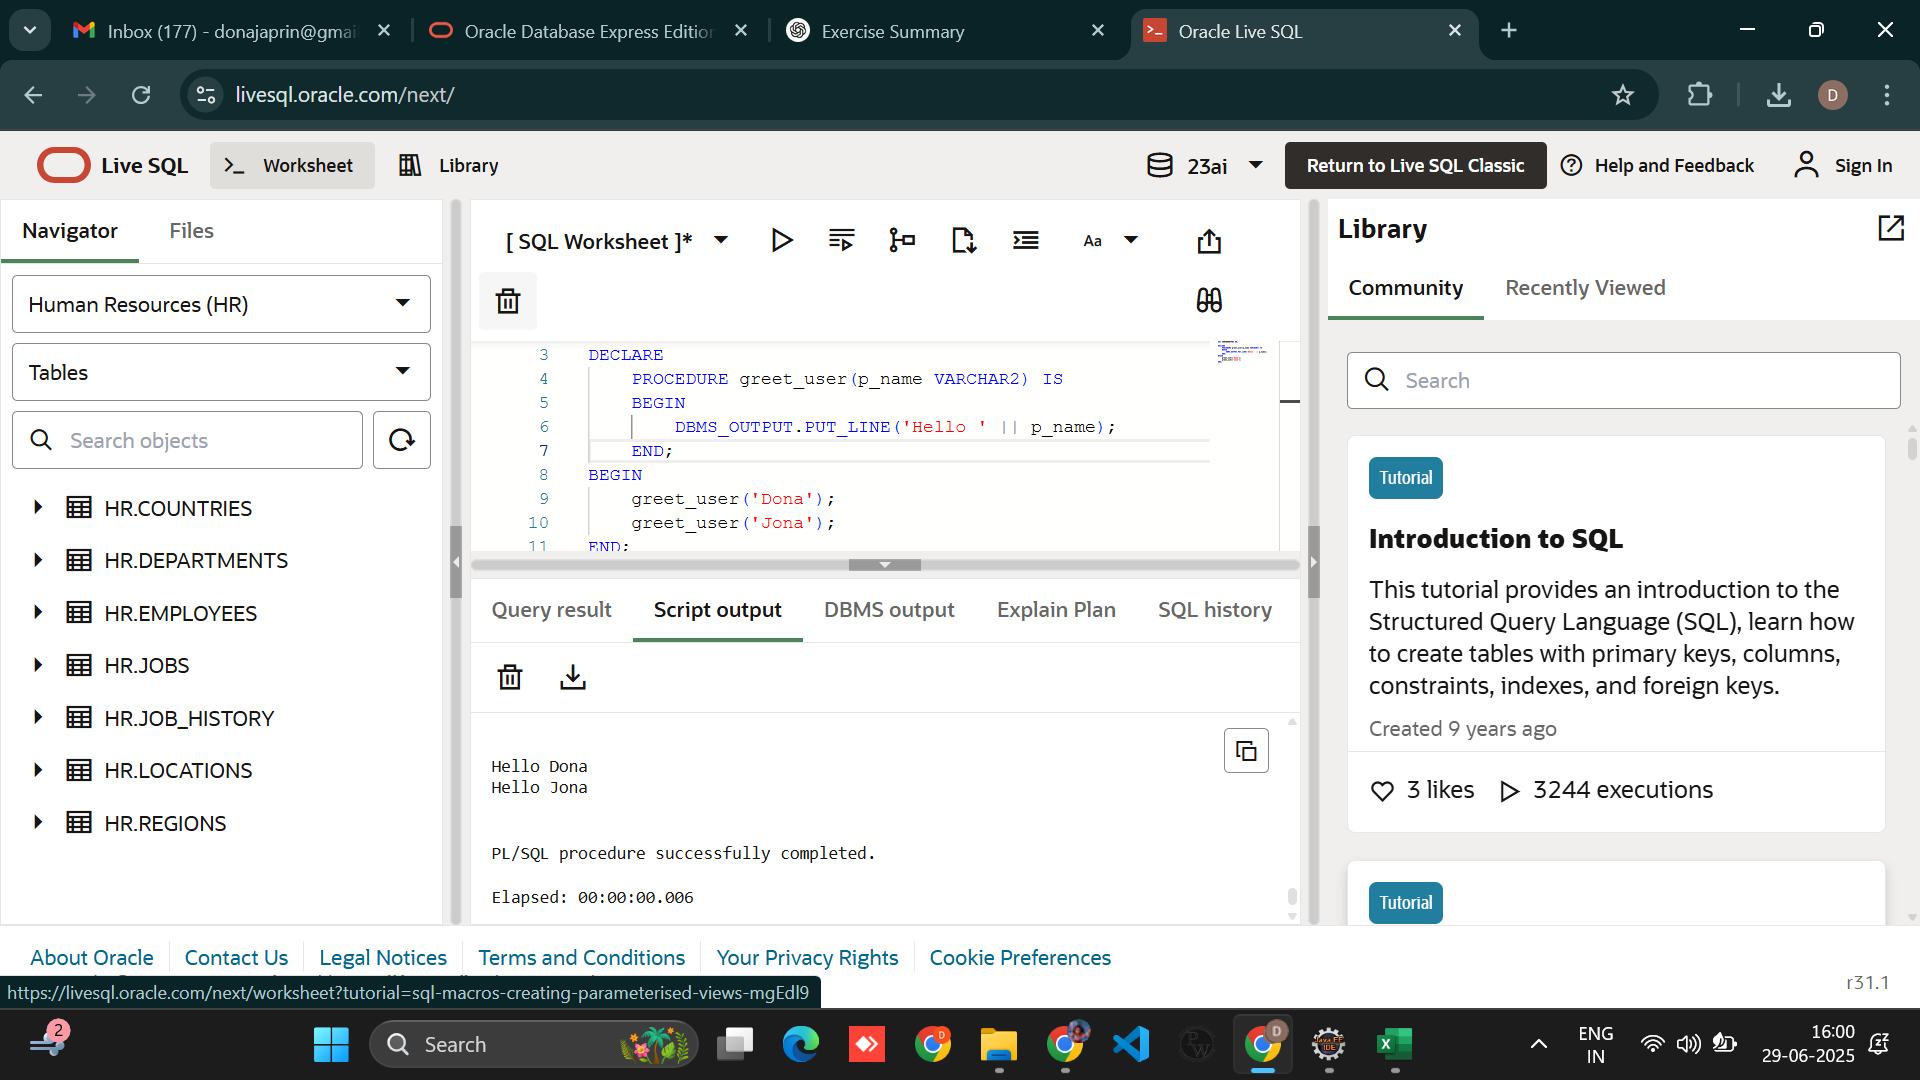 Inbox (177) - donajaprin@gmai
Oracle Database Express Edition
Exercise Summary
Oracle Live SQL
livesql.oracle.com/next/
D
Live SQL
Worksheet
Library
23ai
Return to Live SQL Classic
Help and Feedback
Sign In
Navigator
Files
Human Resources (HR)
Tables
Search objects
HR.COUNTRIES
HR.DEPARTMENTS
HR.EMPLOYEES
HR.JOBS
HR.JOB_HISTORY
HR.LOCATIONS
HR.REGIONS
[ SQL Worksheet ]*
Aa
3 DECLARE
4 PROCEDURE greet_user(p_name VARCHAR2) IS
5 BEGIN
6 DBMS_OUTPUT.PUT_LINE('Hello ' || p_name);
7 END;
8 BEGIN
9 greet_user('Dona');
10 greet_user('Jona');
11 END;
Query result
Script output
DBMS output
Explain Plan
SQL history
Hello Dona
Hello Jona
PL/SQL procedure successfully completed.
Elapsed: 00:00:00.006
Library
Community
Recently Viewed
Search
Tutorial
Introduction to SQL
This tutorial provides an introduction to the
Structured Query Language (SQL), learn how
to create tables with primary keys, columns,
constraints, indexes, and foreign keys.
Created 9 years ago
3 likes
3244 executions
Tutorial
About Oracle
Contact Us
Legal Notices
Terms and Conditions
Your Privacy Rights
Cookie Preferences
r31.1
https://livesql.oracle.com/next/worksheet?tutorial=sql-macros-creating-parameterised-views-mgEdl9
2
Search
D
D
ENG
IN
16:00
29-06-2025